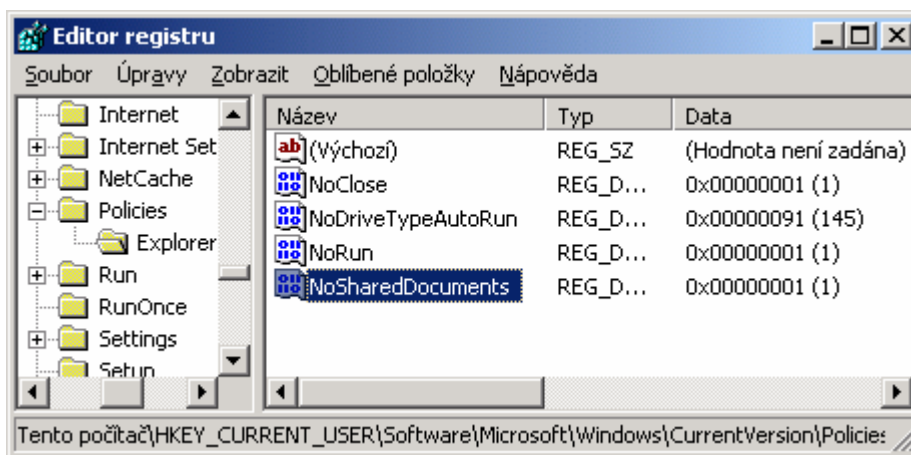 Editor registru
Soubor Úpravy Zobrazit Oblíbené položky Nápověda
Internet
Internet Set
NetCache
Policies
Explorer
Run
RunOnce
Settings
Setup
Název Typ Data
(Výchozí) REG_SZ (Hodnota není zadána)
NoClose REG_D... 0x00000001 (1)
NoDriveTypeAutoRun REG_D... 0x00000091 (145)
NoRun REG_D... 0x00000001 (1)
NoSharedDocuments REG_D... 0x00000001 (1)
Tento počítač\HKEY_CURRENT_USER\Software\Microsoft\Windows\CurrentVersion\Policies